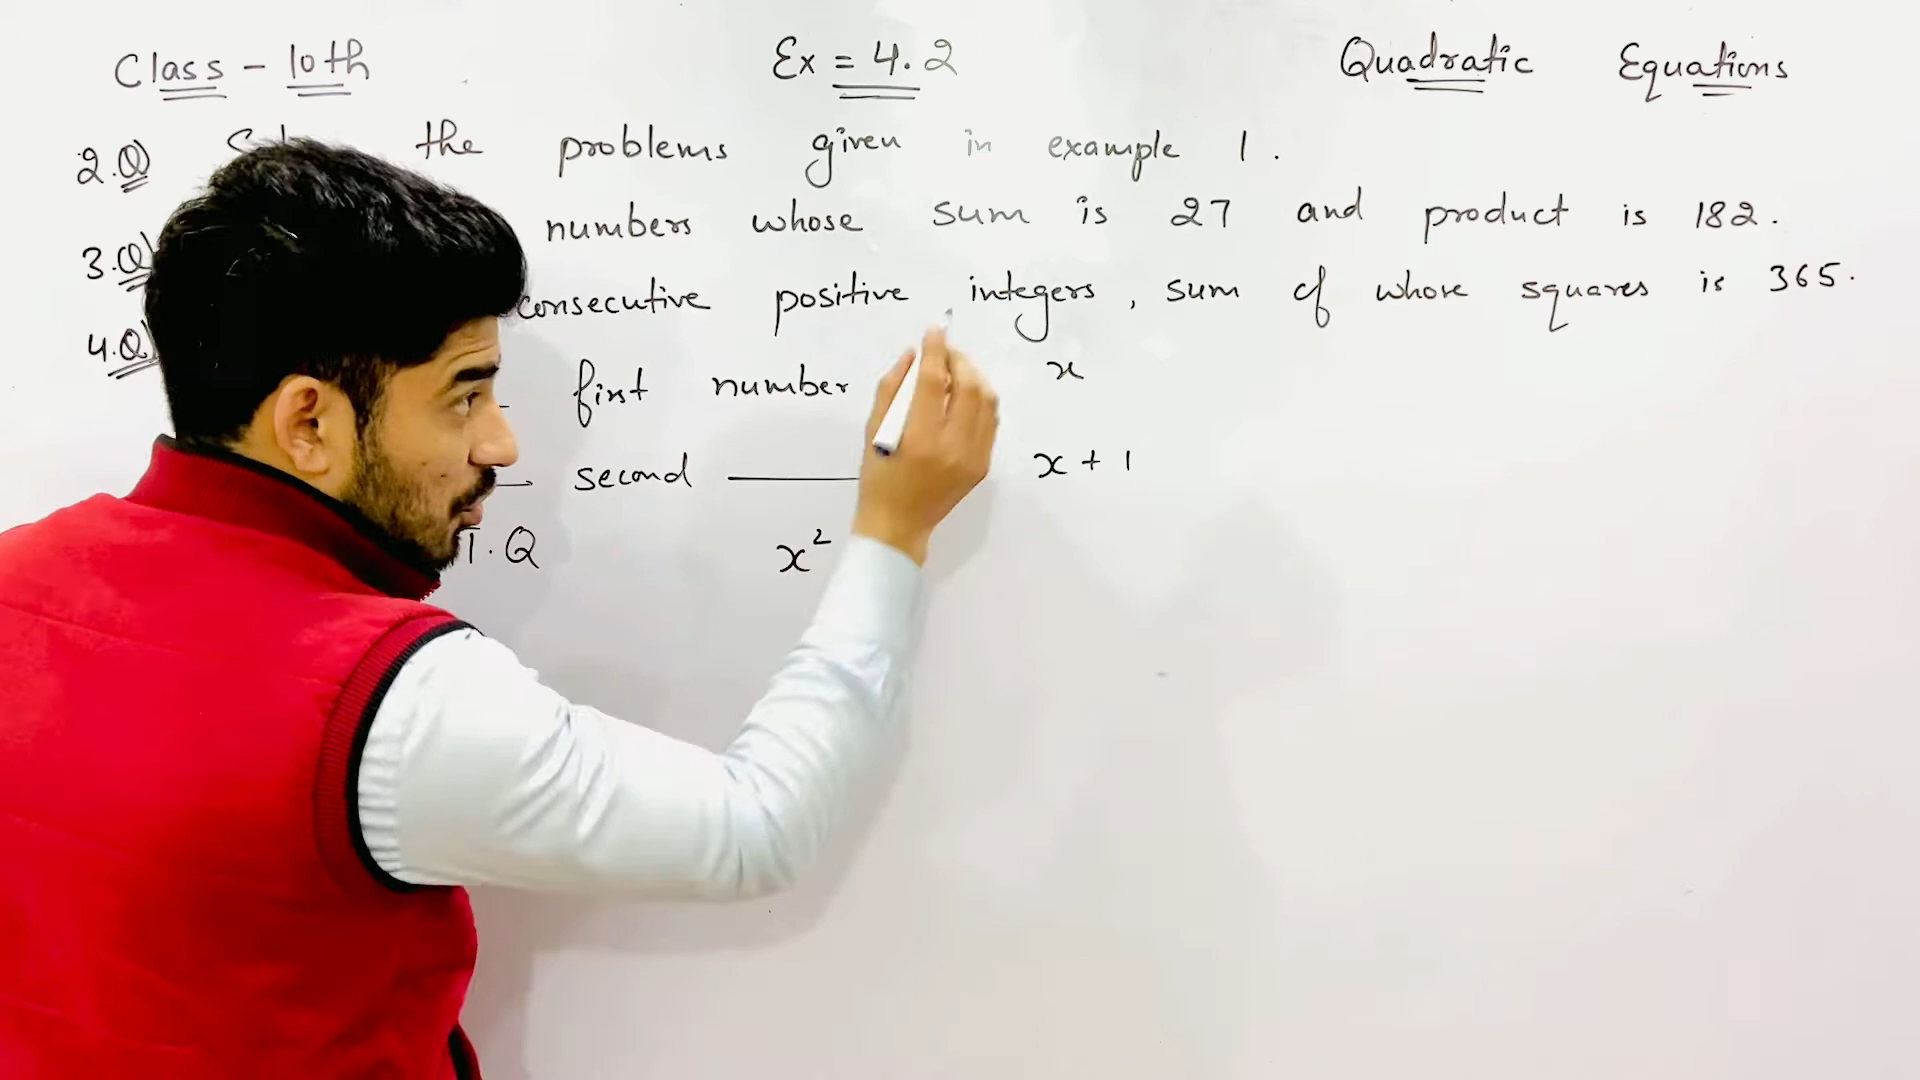 Class - 10th Ex = 4.2 Quadratic Equations
2.Q) the problems given in example 1.
3.Q) numbers whose sum is 27 and product is 182.
4.Q) consecutive positive integers, sum of whose squares is 365.
first number x
second x + 1
T.Q x²